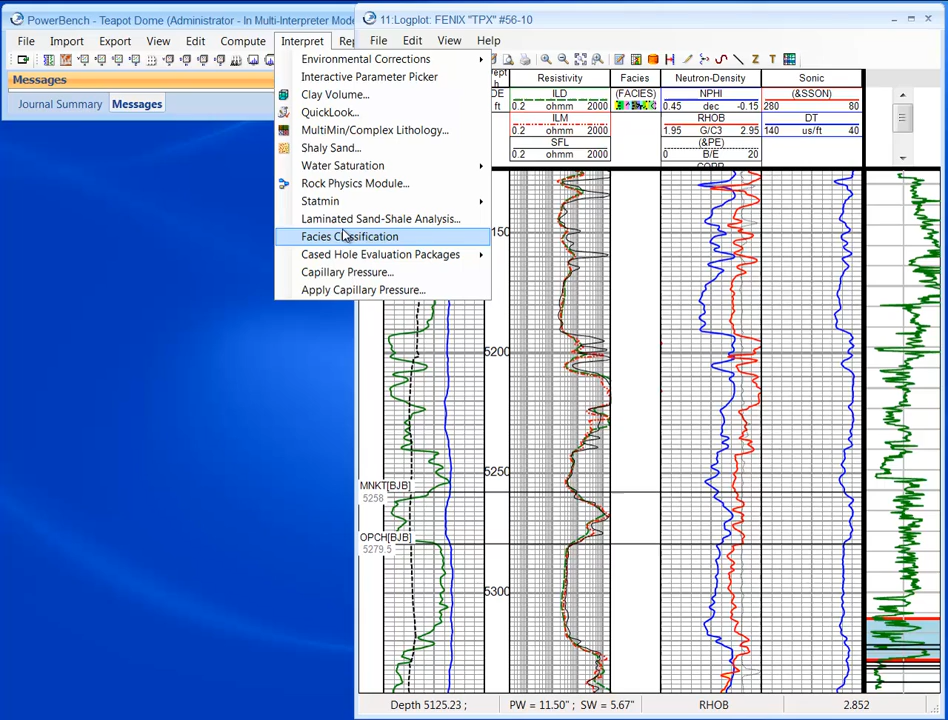 PowerBench - Teapot Dome (Administrator - In Multi-Interpreter Mode
File Import Export View Edit Compute Interpret Rep
Messages
Journal Summary Messages
Environmental Corrections
Interactive Parameter Picker
Clay Volume...
QuickLook...
MultiMin/Complex Lithology...
Shaly Sand...
Water Saturation
Rock Physics Module...
Statmin
Laminated Sand-Shale Analysis...
Facies Classification
Cased Hole Evaluation Packages
Capillary Pressure...
Apply Capillary Pressure...
11:Logplot: FENIX "TPX" #56-10
File Edit View Help
Resistivity Facies Neutron-Density Sonic
ft
ILD
0.2 ohmm 2000
ILM
0.2 ohmm 2000
SFL
0.2 ohmm 2000
(FACIES)
NPHI
0.45 dec -0.15
RHOB
1.95 G/C3 2.95
(&PE)
0 B/E 20
(&SSON)
280 80
DT
140 us/ft 40
5200
5250
MNKT[BJB]
5258
OPCH[BJB]
5279.5
5300
Depth 5125.23 ; PW = 11.50" ; SW = 5.67" RHOB 2.852